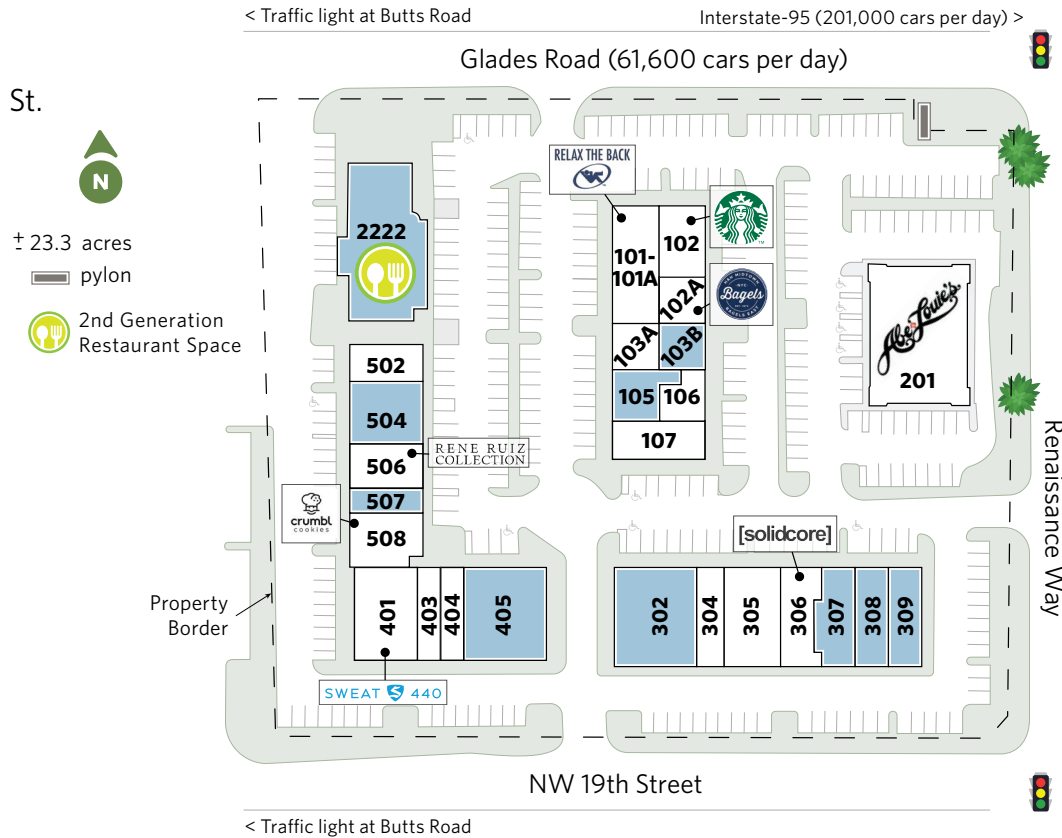 < Traffic light at Butts Road
Interstate-95 (201,000 cars per day) >
Glades Road (61,600 cars per day)
St.
N
± 23.3 acres
pylon
2nd Generation
Restaurant Space
RELAX THE BACK
2222
101-
101A
102
102A
Bagels
103A
103B
105
106
107
Abe & Louie's
201
502
504
506
RENE RUIZ
COLLECTION
507
crumbl
cookies
508
[solidcore]
Renaissance Way
Property
Border
401
403
404
405
302
304
305
306
307
308
309
SWEAT S 440
NW 19th Street
< Traffic light at Butts Road